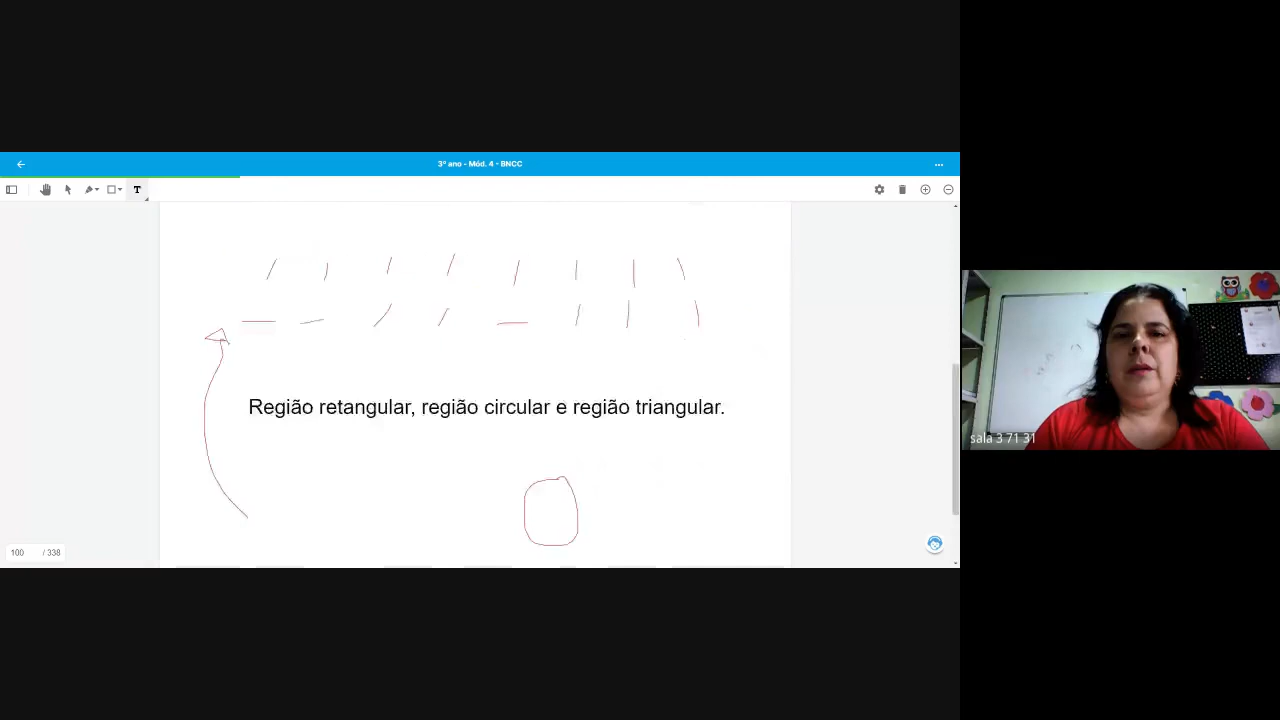 3º ano - Mód. 4 - BNCC
T
Região retangular, região circular e região triangular.
100 / 338
sala 3 71 31